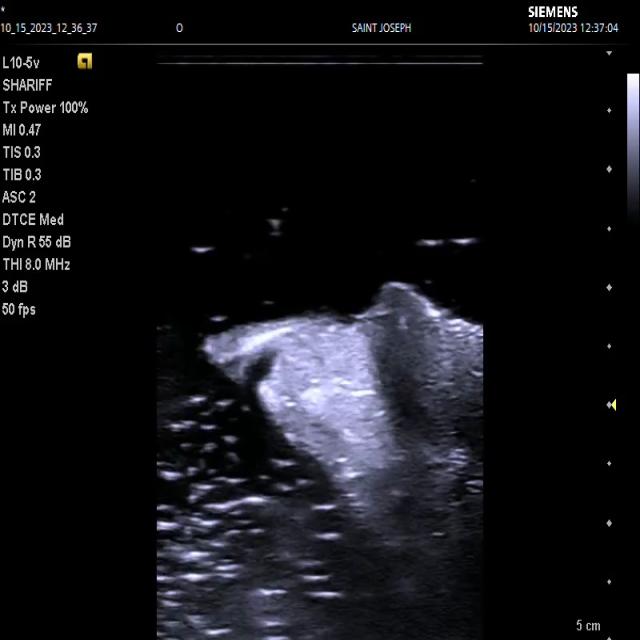 *
SIEMENS
10_15_2023_12_36_37 O SAINT JOSEPH 10/15/2023 12:37:04
L10-5v
SHARIFF
Tx Power 100%
MI 0.47
TIS 0.3
TIB 0.3
ASC 2
DTCE Med
Dyn R 55 dB
THI 8.0 MHz
3 dB
50 fps
5 cm